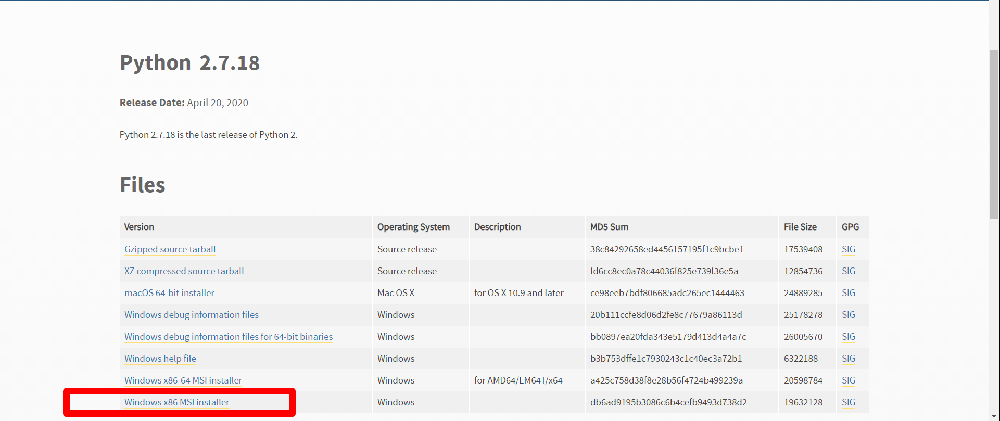 Python 2.7.18
Release Date: April 20, 2020
Python 2.7.18 is the last release of Python 2.
Files
Version Operating System Description MD5 Sum File Size GPG
Gzipped source tarball Source release 38c84292658ed4456157195f1c9bcbe1 17539408 SIG
XZ compressed source tarball Source release fd6cc8ec0a78c44036f825e739f36e5a 12854736 SIG
macOS 64-bit installer Mac OS X for OS X 10.9 and later ce98eeb7bdf806685adc265ec1444463 24889285 SIG
Windows debug information files Windows 20b111ccfe8d06d2fe8c77679a86113d 25178278 SIG
Windows debug information files for 64-bit binaries Windows bb0897ea20fda343e5179d413d4a4a7c 26005670 SIG
Windows help file Windows b3b753dffe1c7930243c1c40ec3a72b1 6322188 SIG
Windows x86-64 MSI installer Windows for AMD64/EM64T/x64 a425c758d38f8e28b56f4724b499239a 20598784 SIG
Windows x86 MSI installer Windows db6ad9195b3086c6b4cefb9493d738d2 19632128 SIG